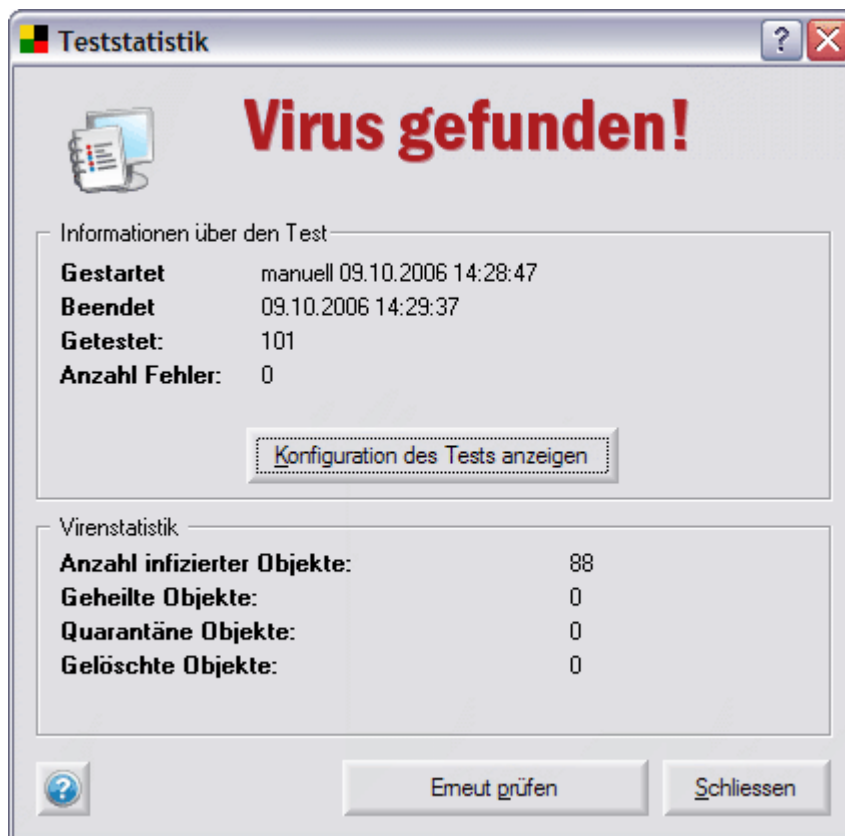 Teststatistik
Virus gefunden!
Informationen über den Test
Gestartet manuell 09.10.2006 14:28:47
Beendet 09.10.2006 14:29:37
Getestet: 101
Anzahl Fehler: 0
Konfiguration des Tests anzeigen
Virenstatistik
Anzahl infizierter Objekte: 88
Geheilte Objekte: 0
Quarantäne Objekte: 0
Gelöschte Objekte: 0
Erneut prüfen Schliessen